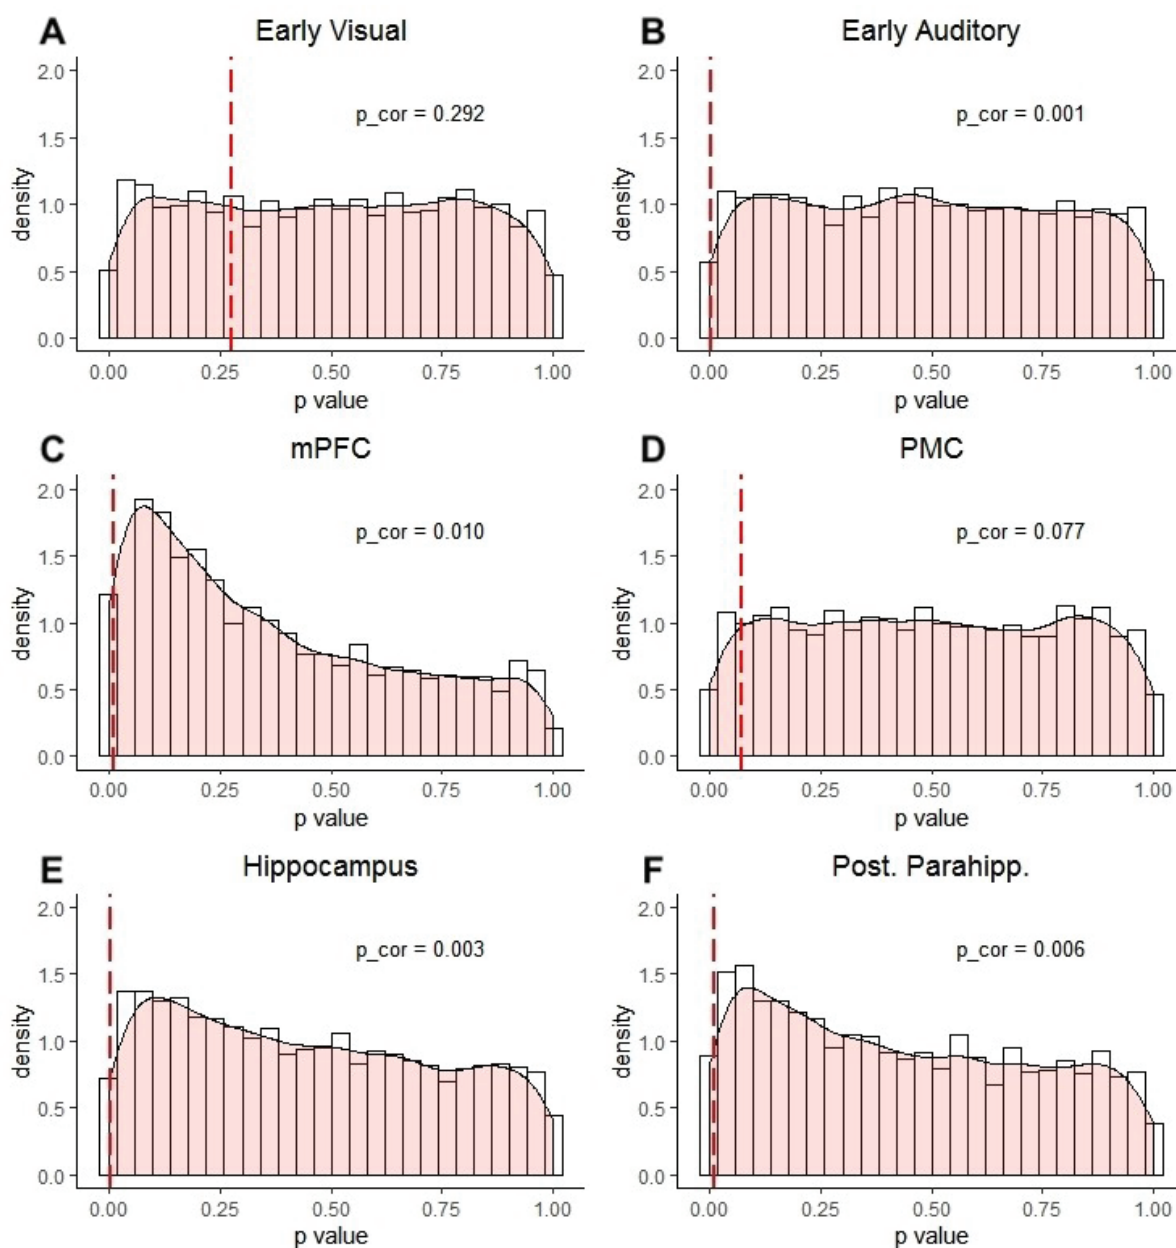 A Early Visual
2.0
1.5
1.0
0.5
0.0
density
p_cor = 0.292
0.00 0.25 0.50 0.75 1.00
p value
B Early Auditory
2.0
1.5
1.0
0.5
0.0
density
p_cor = 0.001
0.00 0.25 0.50 0.75 1.00
p value
C mPFC
2.0
1.5
1.0
0.5
0.0
density
p_cor = 0.010
0.00 0.25 0.50 0.75 1.00
p value
D PMC
2.0
1.5
1.0
0.5
0.0
density
p_cor = 0.077
0.00 0.25 0.50 0.75 1.00
p value
E Hippocampus
2.0
1.5
1.0
0.5
0.0
density
p_cor = 0.003
0.00 0.25 0.50 0.75 1.00
p value
F Post. Parahipp.
2.0
1.5
1.0
0.5
0.0
density
p_cor = 0.006
0.00 0.25 0.50 0.75 1.00
p value